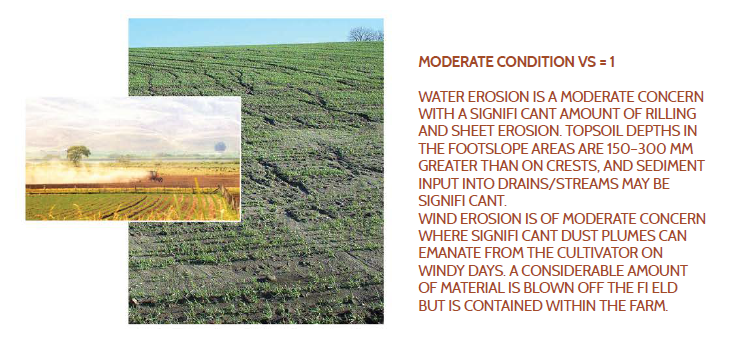 MODERATE CONDITION VS = 1
WATER EROSION IS A MODERATE CONCERN
WITH A SIGNIFI CANT AMOUNT OF RILLING
AND SHEET EROSION. TOPSOIL DEPTHS IN
THE FOOTSLOPE AREAS ARE 150–300 MM
GREATER THAN ON CRESTS, AND SEDIMENT
INPUT INTO DRAINS/STREAMS MAY BE
SIGNIFI CANT.
WIND EROSION IS OF MODERATE CONCERN
WHERE SIGNIFI CANT DUST PLUMES CAN
EMANATE FROM THE CULTIVATOR ON
WINDY DAYS. A CONSIDERABLE AMOUNT
OF MATERIAL IS BLOWN OFF THE FI ELD
BUT IS CONTAINED WITHIN THE FARM.